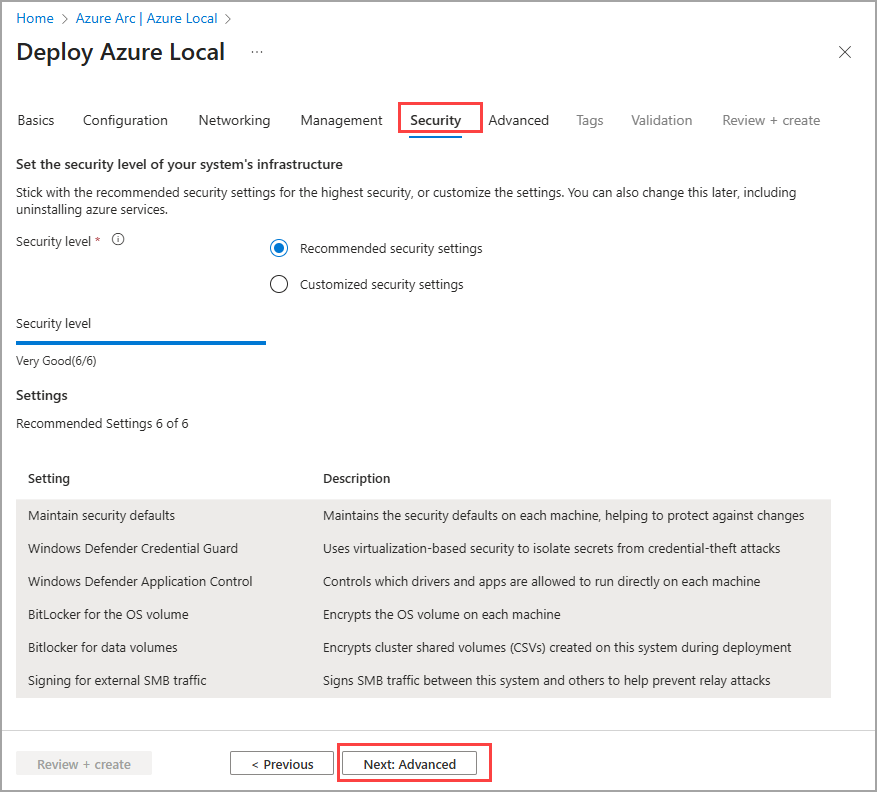 Home > Azure Arc | Azure Local >
Deploy Azure Local ...
Basics Configuration Networking Management Security Advanced Tags Validation Review + create
Set the security level of your system's infrastructure
Stick with the recommended security settings for the highest security, or customize the settings. You can also change this later, including
uninstalling azure services.
Security level *
Recommended security settings
Customized security settings
Security level
Very Good(6/6)
Settings
Recommended Settings 6 of 6
Setting Description
Maintain security defaults Maintains the security defaults on each machine, helping to protect against changes
Windows Defender Credential Guard Uses virtualization-based security to isolate secrets from credential-theft attacks
Windows Defender Application Control Controls which drivers and apps are allowed to run directly on each machine
BitLocker for the OS volume Encrypts the OS volume on each machine
Bitlocker for data volumes Encrypts cluster shared volumes (CSVs) created on this system during deployment
Signing for external SMB traffic Signs SMB traffic between this system and others to help prevent relay attacks
Review + create < Previous Next: Advanced